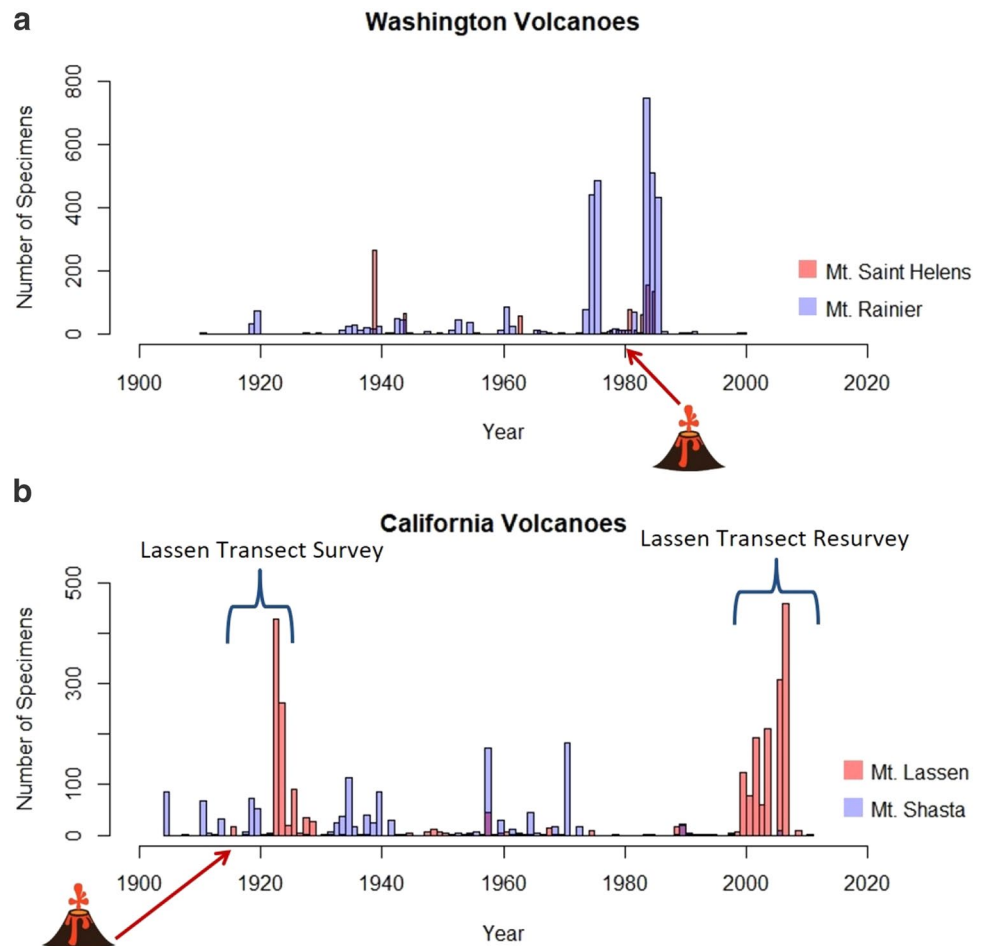 a
Washington Volcanoes
Number of Specimens
800
600
400
200
0
Mt. Saint Helens
Mt. Rainier
1900 1920 1940 1960 1980 2000 2020
Year
b
California Volcanoes
Lassen Transect Survey
Lassen Transect Resurvey
Number of Specimens
500
300
100
0
Mt. Lassen
Mt. Shasta
1900 1920 1940 1960 1980 2000 2020
Year